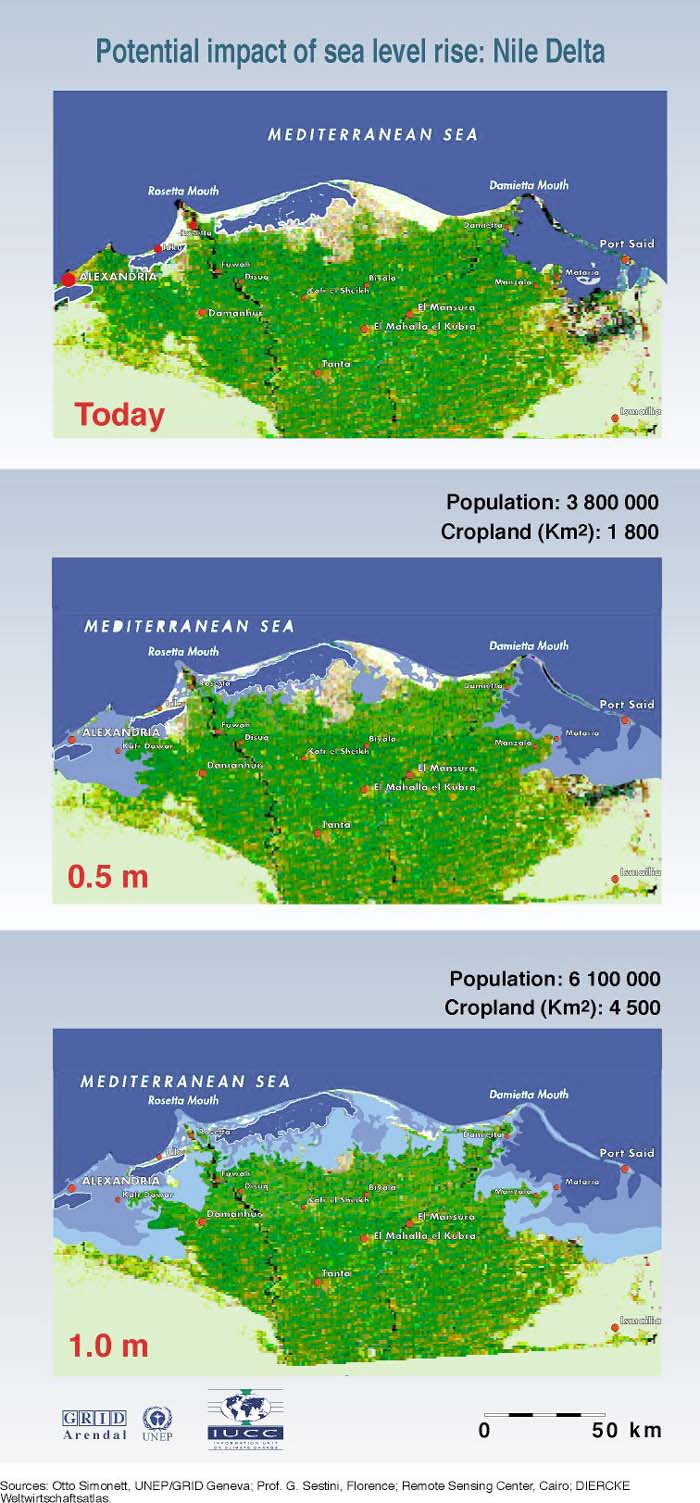 Potential impact of sea level rise: Nile Delta
MEDITERRANEAN SEA
Rosetta Mouth
Damietta Mouth
Rosetta
Damietta
Idku
Port Said
ALEXANDRIA
Fuwah
Disuq
Biyala
Manzala
Mataria
Kafr el Sheikh
Damanhur
El Mansura
El Mahalla el Kubra
Tanta
Today
Ismailia
Population: 3 800 000
Cropland (Km2): 1 800
MEDITERRANEAN SEA
Rosetta Mouth
Damietta Mouth
Rosetta
Damietta
Idku
Port Said
ALEXANDRIA
Fuwah
Disuq
Biyala
Manzala
Mataria
Kafr Dawar
Kafr el Sheikh
Damanhur
El Mansura
El Mahalla el Kubra
Tanta
0.5 m
Ismailia
Population: 6 100 000
Cropland (Km2): 4 500
MEDITERRANEAN SEA
Rosetta Mouth
Damietta Mouth
Rosetta
Damietta
Idku
Port Said
ALEXANDRIA
Fuwah
Disuq
Biyala
Manzala
Mataria
Kafr Dawar
Kafr el Sheikh
Damanhur
El Mansura
El Mahalla el Kubra
Tanta
1.0 m
Ismailia
GRID
Arendal
UNEP
IUCC
INFORMATION UNIT
ON CLIMATE CHANGE
0 50 km
Sources: Otto Simonett, UNEP/GRID Geneva; Prof. G. Sestini, Florence; Remote Sensing Center, Cairo; DIERCKE
Weltwirtschaftsatlas.